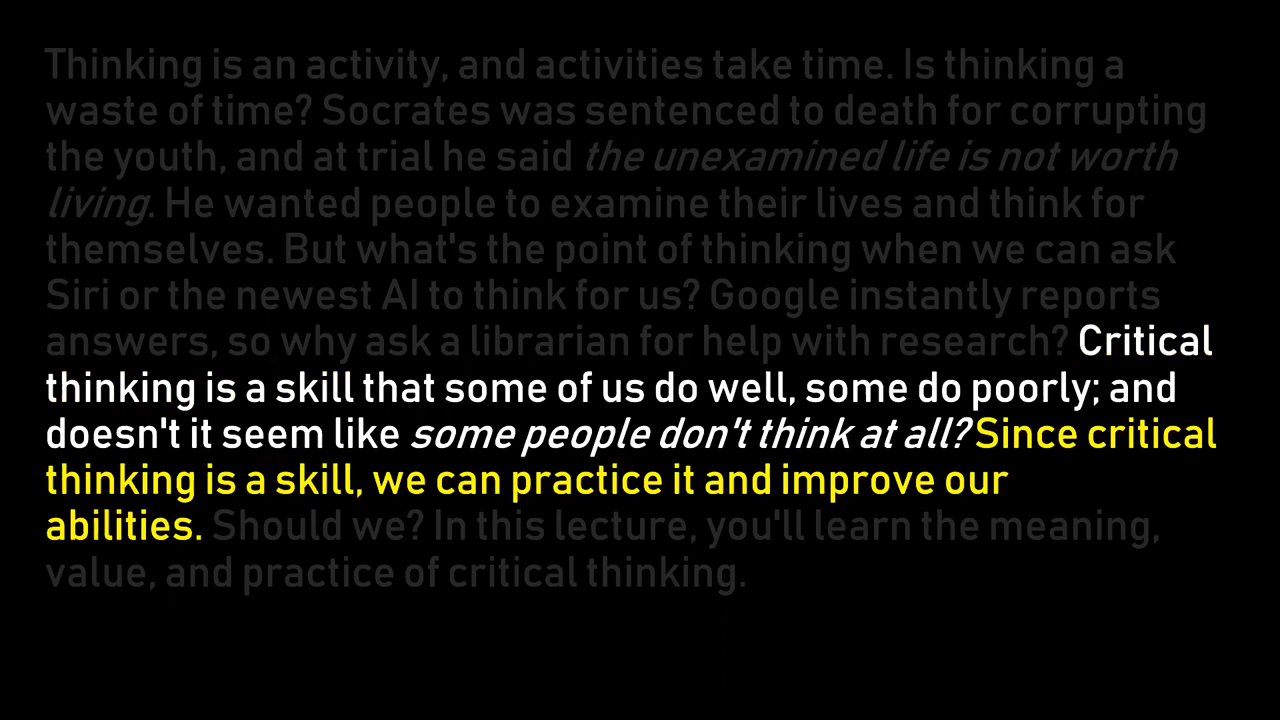 Thinking is an activity, and activities take time. Is thinking a
waste of time? Socrates was sentenced to death for corrupting
the youth, and at trial he said the unexamined life is not worth
living. He wanted people to examine their lives and think for
themselves. But what's the point of thinking when we can ask
Siri or the newest AI to think for us? Google instantly reports
answers, so why ask a librarian for help with research? Critical
thinking is a skill that some of us do well, some do poorly; and
doesn't it seem like some people don't think at all? Since critical
thinking is a skill, we can practice it and improve our
abilities. Should we? In this lecture, you'll learn the meaning,
value, and practice of critical thinking.